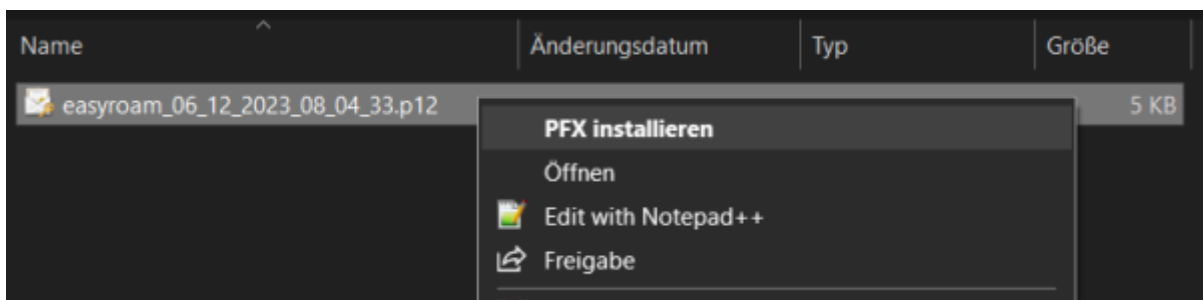 Name Änderungsdatum Typ Größe
easyroam_06_12_2023_08_04_33.p12 5 KB
PFX installieren
Öffnen
Edit with Notepad++
Freigabe